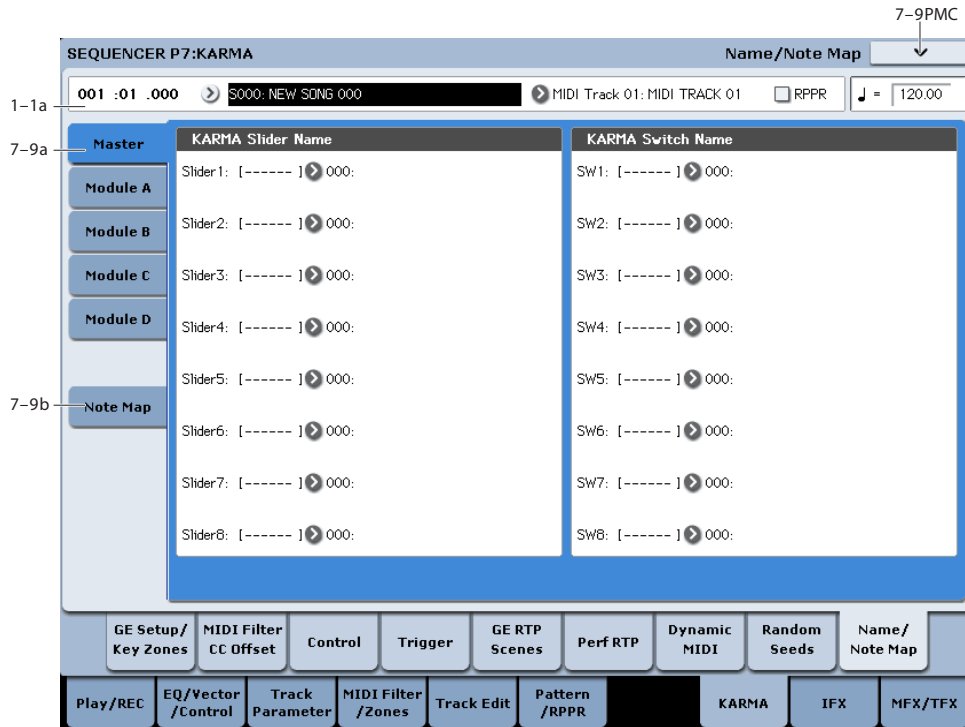 7–9PMC
SEQUENCER P7:KARMA Name/Note Map
1–1a
001 :01 .000 S000: NEW SONG 000 MIDI Track 01: MIDI TRACK 01 RPPR ♩ = 120.00
7–9a
Master
Module A
Module B
Module C
Module D
7–9b
Note Map
KARMA Slider Name
Slider1: [------ ] 000:
Slider2: [------ ] 000:
Slider3: [------ ] 000:
Slider4: [------ ] 000:
Slider5: [------ ] 000:
Slider6: [------ ] 000:
Slider7: [------ ] 000:
Slider8: [------ ] 000:
KARMA Switch Name
SW1: [------ ] 000:
SW2: [------ ] 000:
SW3: [------ ] 000:
SW4: [------ ] 000:
SW5: [------ ] 000:
SW6: [------ ] 000:
SW7: [------ ] 000:
SW8: [------ ] 000:
GE Setup/
Key Zones
MIDI Filter
CC Offset
Control
Trigger
GE RTP
Scenes
Perf RTP
Dynamic
MIDI
Random
Seeds
Name/
Note Map
Play/REC
EQ/Vector
/Control
Track
Parameter
MIDI Filter
/Zones
Track Edit
Pattern
/RPPR
KARMA
IFX
MFX/TFX